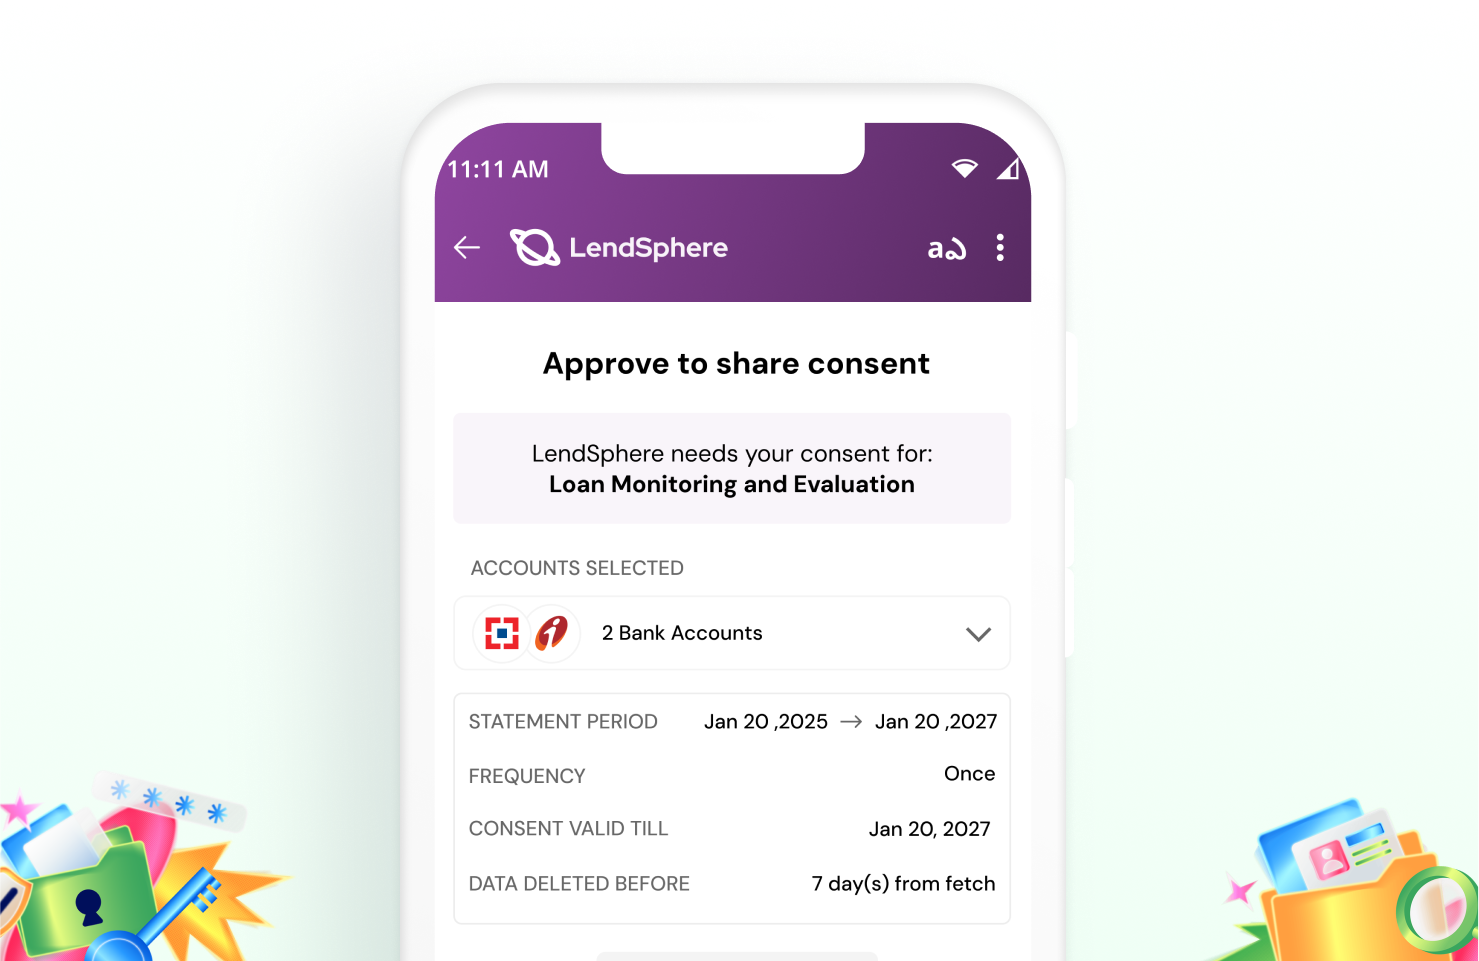 11:11 AM
LendSphere
Approve to share consent
LendSphere needs your consent for:
Loan Monitoring and Evaluation
ACCOUNTS SELECTED
2 Bank Accounts
STATEMENT PERIOD Jan 20 ,2025 → Jan 20 ,2027
FREQUENCY Once
CONSENT VALID TILL Jan 20, 2027
DATA DELETED BEFORE 7 day(s) from fetch